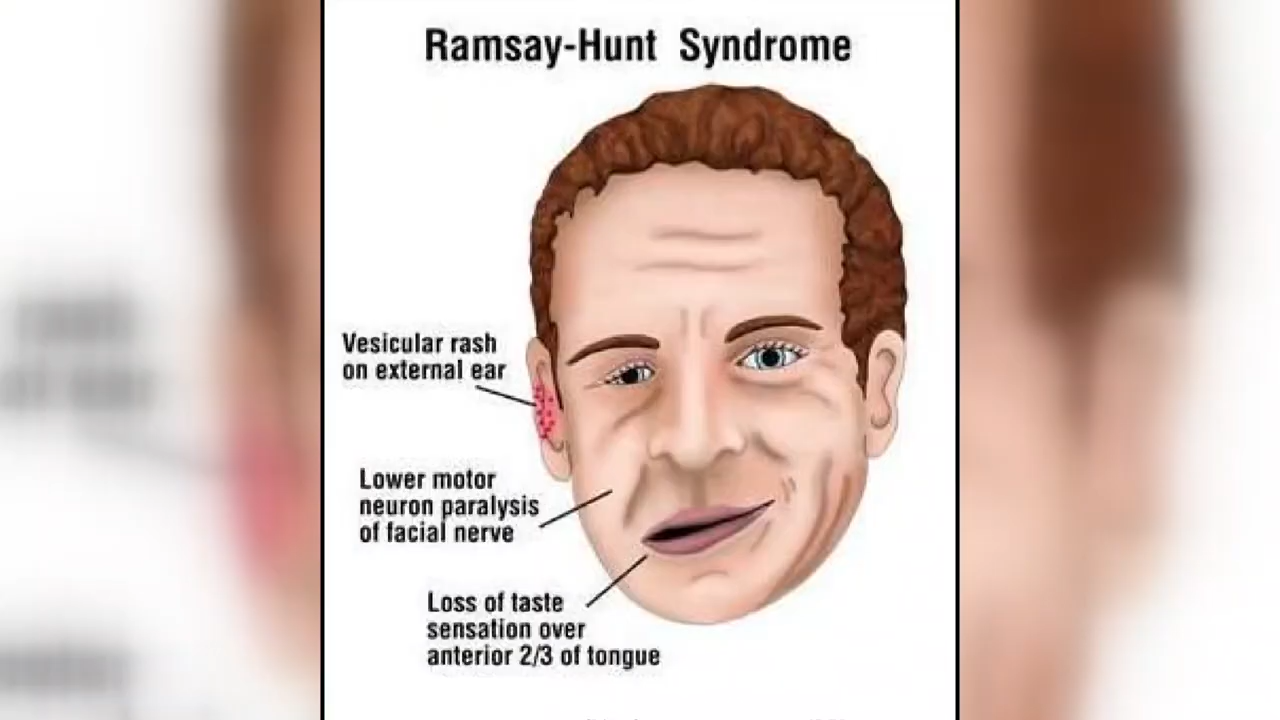 Ramsay-Hunt Syndrome
Vesicular rash
on external ear
Lower motor
neuron paralysis
of facial nerve
Loss of taste
sensation over
anterior 2/3 of tongue